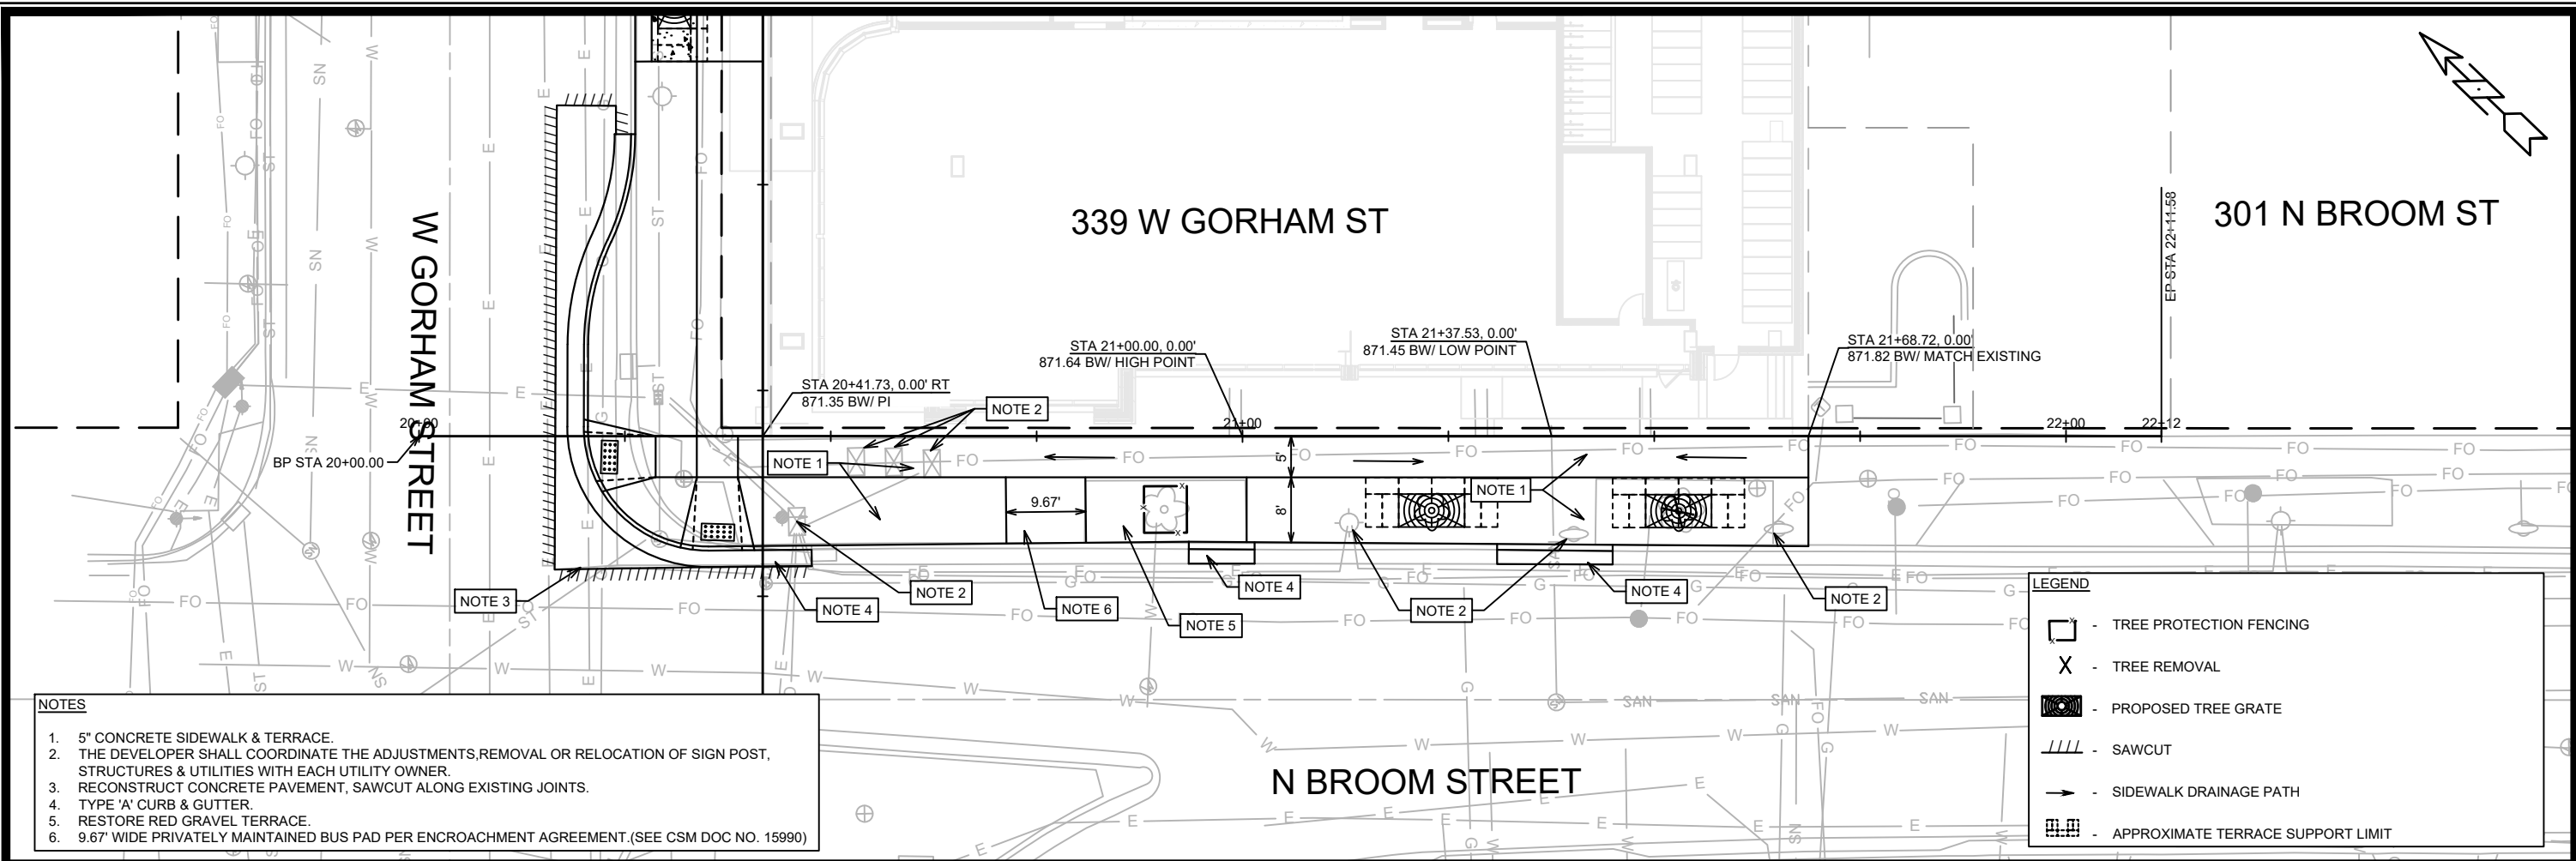 339 W GORHAM ST
301 N BROOM ST
W GORHAM STREET
N BROOM STREET
EP STA 22+11.58
STA 20+41.73, 0.00' RT
871.35 BW/ PI
STA 21+00.00, 0.00'
871.64 BW/ HIGH POINT
STA 21+37.53, 0.00'
871.45 BW/ LOW POINT
STA 21+68.72, 0.00'
871.82 BW/ MATCH EXISTING
20+00
21+00
22+00
22+12
BP STA 20+00.00
NOTE 2
NOTE 1
5'
8'
9.67'
NOTE 1
NOTE 3
NOTE 4
NOTE 2
NOTE 6
NOTE 5
NOTE 4
NOTE 2
NOTE 4
NOTE 2
NOTES
1. 5" CONCRETE SIDEWALK & TERRACE.
2. THE DEVELOPER SHALL COORDINATE THE ADJUSTMENTS,REMOVAL OR RELOCATION OF SIGN POST,
STRUCTURES & UTILITIES WITH EACH UTILITY OWNER.
3. RECONSTRUCT CONCRETE PAVEMENT, SAWCUT ALONG EXISTING JOINTS.
4. TYPE 'A' CURB & GUTTER.
5. RESTORE RED GRAVEL TERRACE.
6. 9.67' WIDE PRIVATELY MAINTAINED BUS PAD PER ENCROACHMENT AGREEMENT.(SEE CSM DOC NO. 15990)
LEGEND
- TREE PROTECTION FENCING
X - TREE REMOVAL
- PROPOSED TREE GRATE
- SAWCUT
- SIDEWALK DRAINAGE PATH
- APPROXIMATE TERRACE SUPPORT LIMIT